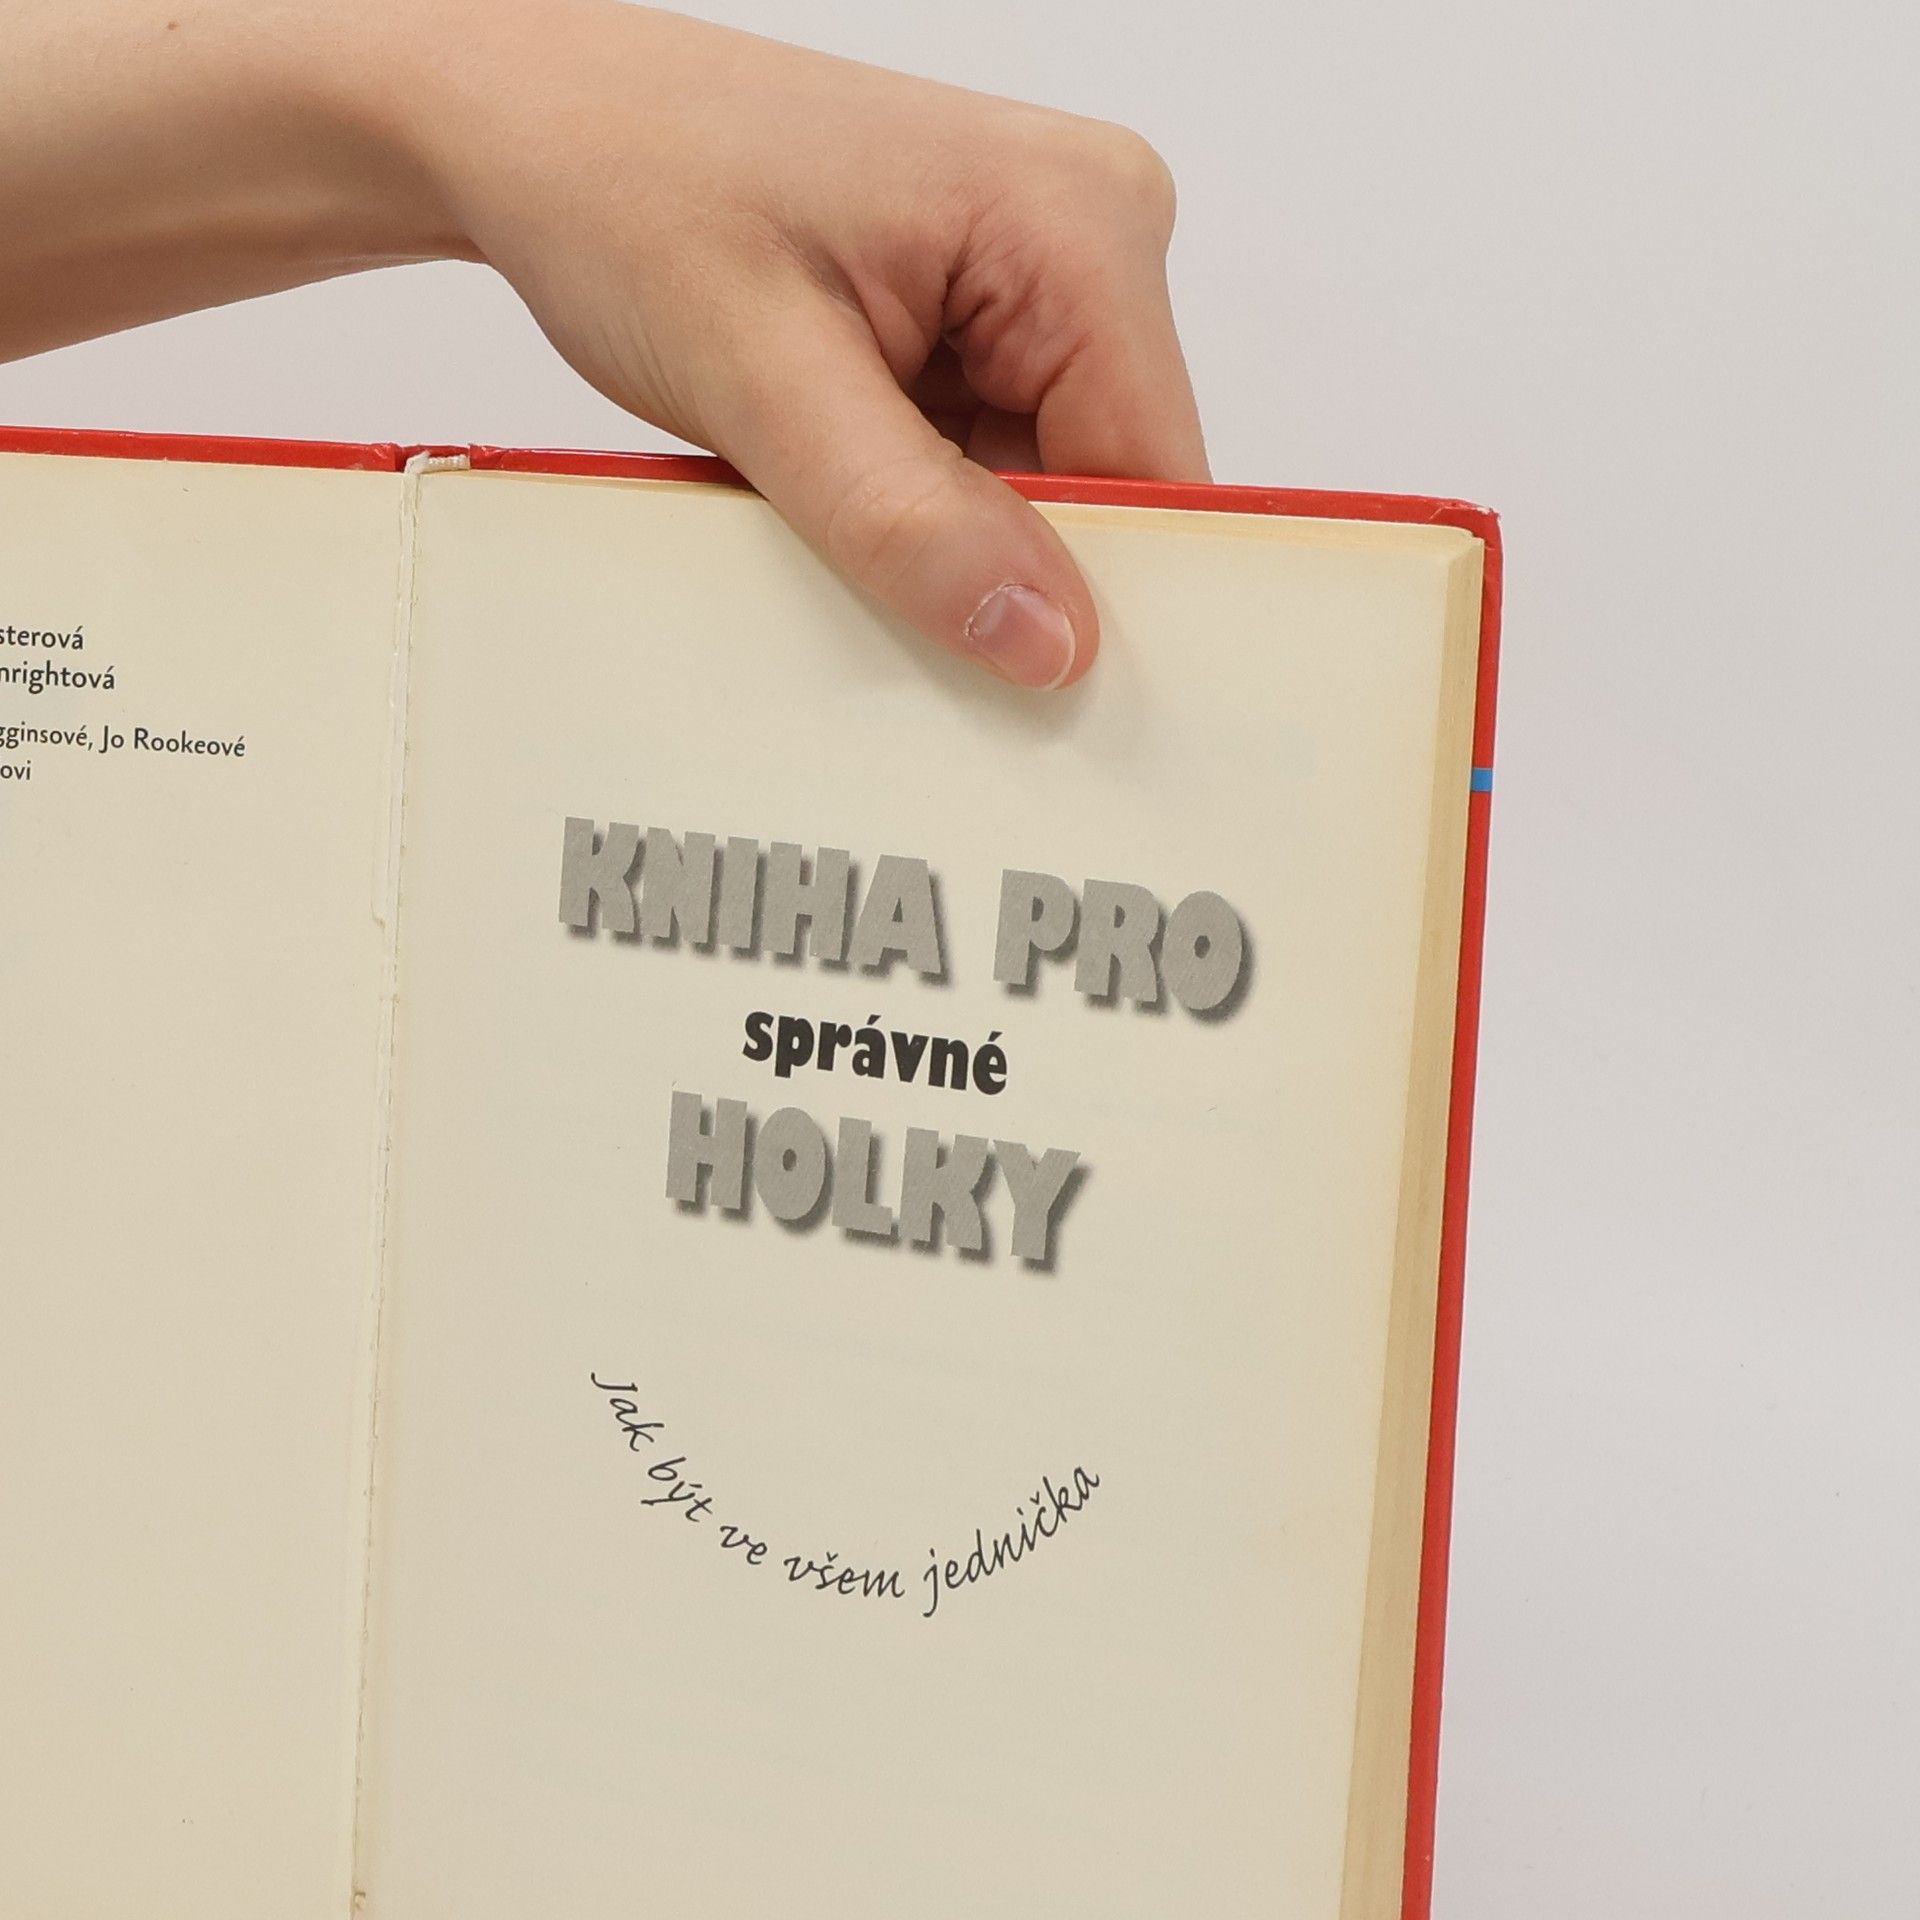 sterová
nrightová
gginsové, Jo Rookeové
ovi
KNIHA PRO
správné
HOLKY
Jak být ve všem jednička